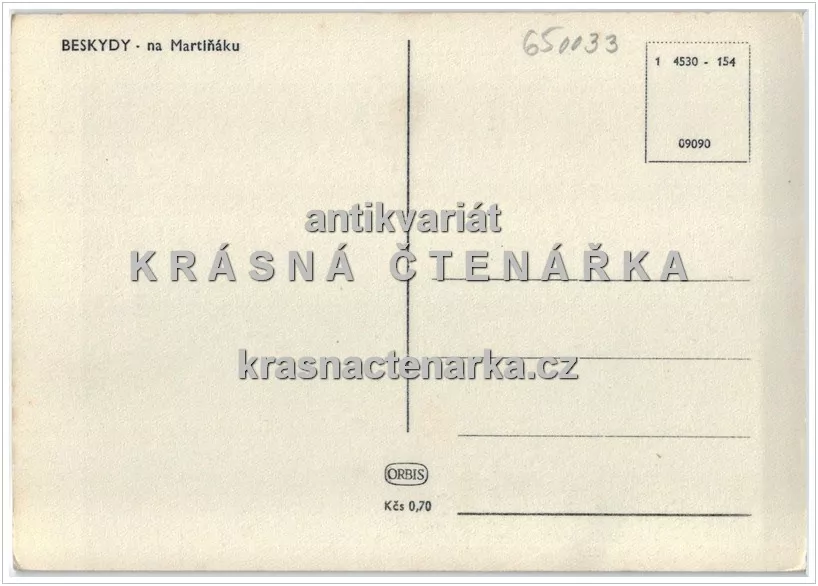 BESKYDY - na Martiňáku
650033
1 4530 - 154
09090
antikvariát
KRÁSNÁ ČTENÁŘKA
krasnactenarka.cz
ORBIS
Kčs 0,70